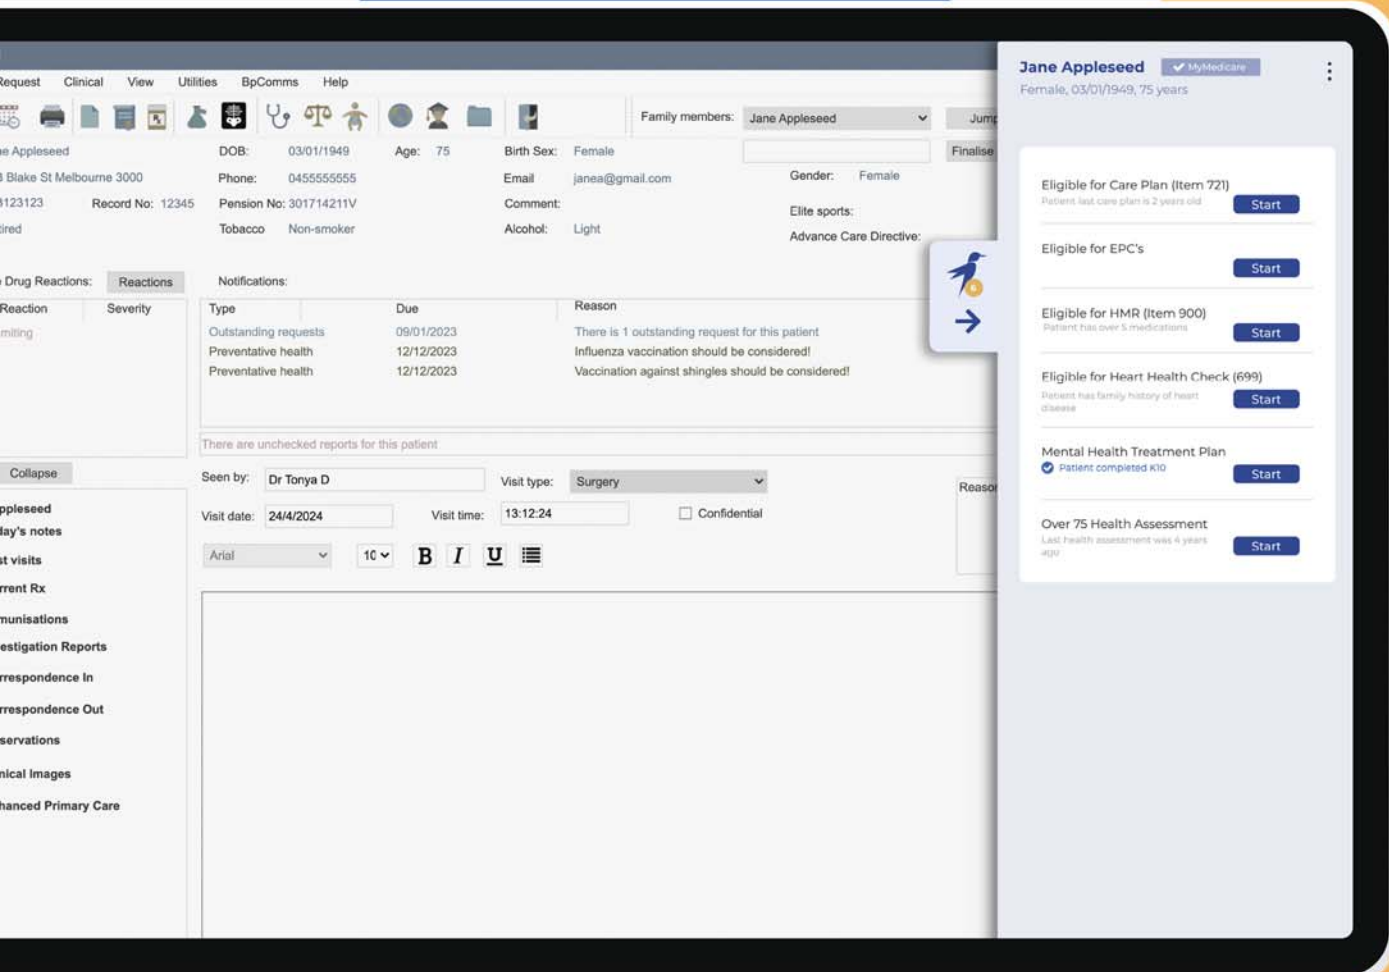 Request Clinical View Utilities BpComms Help
Family members: Jane Appleseed Jump
ne Appleseed DOB: 03/01/1949 Age: 75 Birth Sex: Female Finalise
Blake St Melbourne 3000 Phone: 0455555555 Email janea@gmail.com Gender: Female
123123 Record No: 12345 Pension No: 301714211V Comment: Elite sports:
tired Tobacco Non-smoker Alcohol: Light Advance Care Directive:
Drug Reactions: Reactions Notifications:
Reaction Severity Type Due Reason
miting Outstanding requests 09/01/2023 There is 1 outstanding request for this patient
Preventative health 12/12/2023 Influenza vaccination should be considered!
Preventative health 12/12/2023 Vaccination against shingles should be considered!
There are unchecked reports for this patient
Collapse Seen by: Dr Tonya D Visit type: Surgery
Reason
Visit date: 24/4/2024 Visit time: 13:12:24 Confidential
Arial 10 B I U
ppleseed
day's notes
st visits
rrent Rx
munisations
estigation Reports
rrespondence In
rrespondence Out
servations
nical Images
hanced Primary Care
6
Jane Appleseed MyMedicare
Female, 03/01/1949, 75 years
Eligible for Care Plan (Item 721)
Patient last care plan is 2 years old Start
Eligible for EPC's
Start
Eligible for HMR (Item 900)
Patient has over 5 medications Start
Eligible for Heart Health Check (699)
Patient has family history of heart
disease Start
Mental Health Treatment Plan
Patient completed K10 Start
Over 75 Health Assessment
Last health assessment was 4 years
ago Start